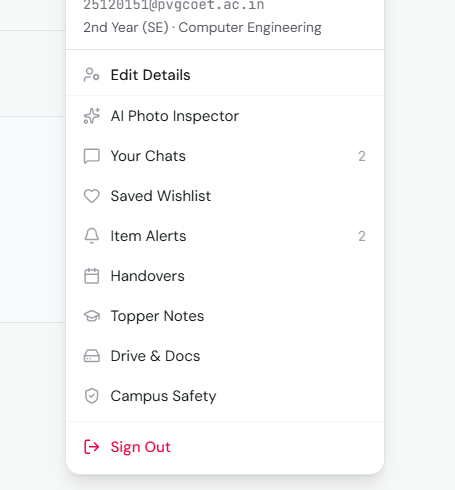 25120151@pvgcoet.ac.in
2nd Year (SE) · Computer Engineering
Edit Details
AI Photo Inspector
Your Chats 2
Saved Wishlist
Item Alerts 2
Handovers
Topper Notes
Drive & Docs
Campus Safety
Sign Out